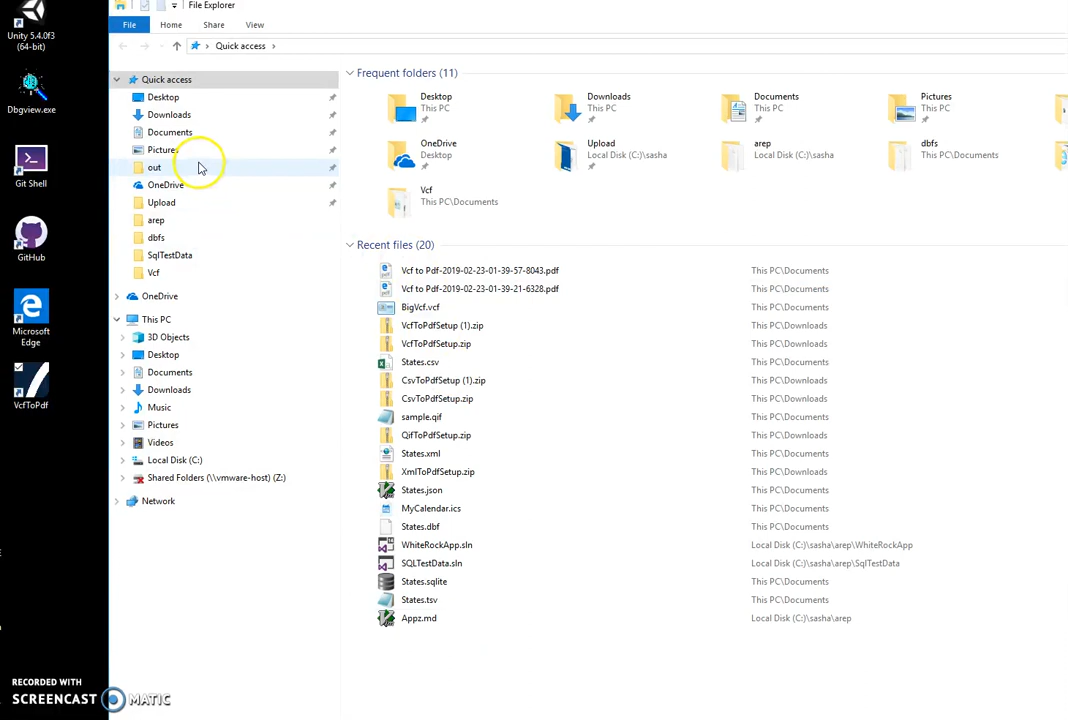 Unity 5.4.0f3
(64-bit)
Dbgview.exe
Git Shell
GitHub
Microsoft
Edge
VcfToPdf
File Explorer
File Home Share View
Quick access
Quick access
Desktop
Downloads
Documents
Pictures
out
OneDrive
Upload
arep
dbfs
SqlTestData
Vcf
OneDrive
This PC
3D Objects
Desktop
Documents
Downloads
Music
Pictures
Videos
Local Disk (C:)
Shared Folders (\\vmware-host) (Z:)
Network
Frequent folders (11)
Desktop
This PC
Downloads
This PC
Documents
This PC
Pictures
This PC
OneDrive
Desktop
Upload
Local Disk (C:)\sasha
arep
Local Disk (C:)\sasha
dbfs
This PC\Documents
Vcf
This PC\Documents
Recent files (20)
Vcf to Pdf-2019-02-23-01-39-57-8043.pdf This PC\Documents
Vcf to Pdf-2019-02-23-01-39-21-6328.pdf This PC\Documents
BigVcf.vcf This PC\Documents
VcfToPdfSetup (1).zip This PC\Downloads
VcfToPdfSetup.zip This PC\Downloads
States.csv This PC\Documents
CsvToPdfSetup (1).zip This PC\Downloads
CsvToPdfSetup.zip This PC\Downloads
sample.qif This PC\Documents
QifToPdfSetup.zip This PC\Downloads
States.xml This PC\Documents
XmlToPdfSetup.zip This PC\Downloads
States.json This PC\Documents
MyCalendar.ics This PC\Documents
States.dbf This PC\Documents
WhiteRockApp.sln Local Disk (C:)\sasha\arep\WhiteRockApp
SQLTestData.sln Local Disk (C:)\sasha\arep\SqlTestData
States.sqlite This PC\Documents
States.tsv This PC\Documents
Appz.md Local Disk (C:)\sasha\arep
RECORDED WITH
SCREENCAST MATIC